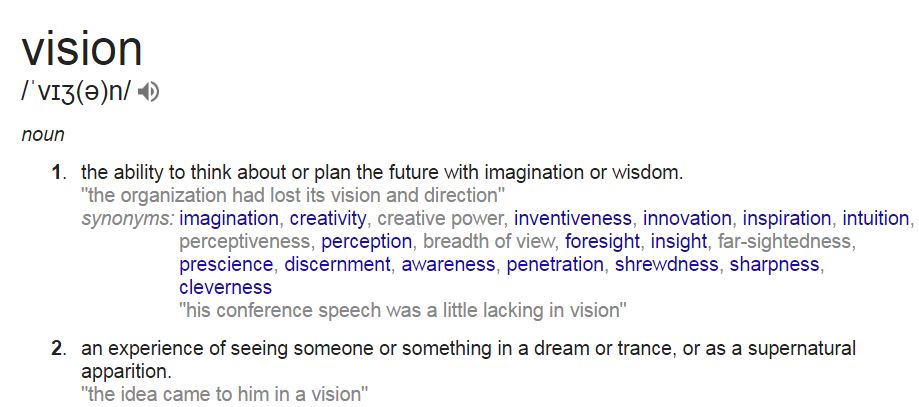 vision
/ˈvɪʒ(ə)n/
noun
1. the ability to think about or plan the future with imagination or wisdom.
"the organization had lost its vision and direction"
synonyms: imagination, creativity, creative power, inventiveness, innovation, inspiration, intuition,
perceptiveness, perception, breadth of view, foresight, insight, far-sightedness,
prescience, discernment, awareness, penetration, shrewdness, sharpness,
cleverness
"his conference speech was a little lacking in vision"
2. an experience of seeing someone or something in a dream or trance, or as a supernatural
apparition.
"the idea came to him in a vision"